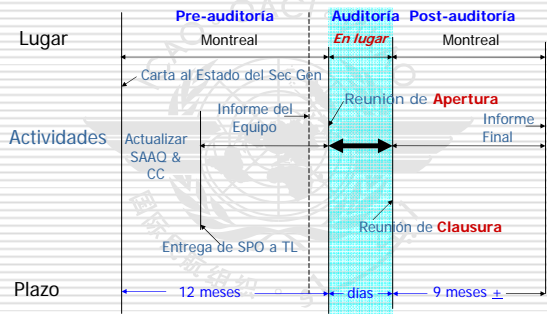 Pre-auditoría Auditoría Post-auditoría
Lugar Montreal En lugar Montreal
Carta al Estado del Sec Gen
Reunión de Apertura
Informe del
Equipo
Informe
Final
Actividades
Actualizar
SAAQ &
CC
Reunión de Clausura
Entrega de SPO a TL
Plazo 12 meses días 9 meses ±